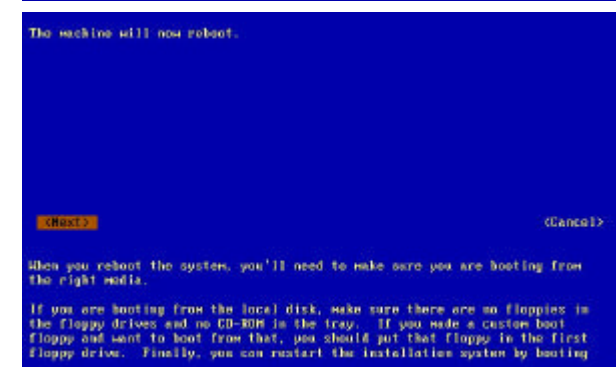 The machine will now reboot.
<Next>
<Cancel>
When you reboot the system, you'll need to make sure you are booting from
the right media.
If you are booting from the local disk, make sure there are no floppies in
the floppy drives and no CD-ROM in the tray. If you made a custom boot
floppy and want to boot from that, you should put that floppy in the first
floppy drive. Finally, you can restart the installation system by booting